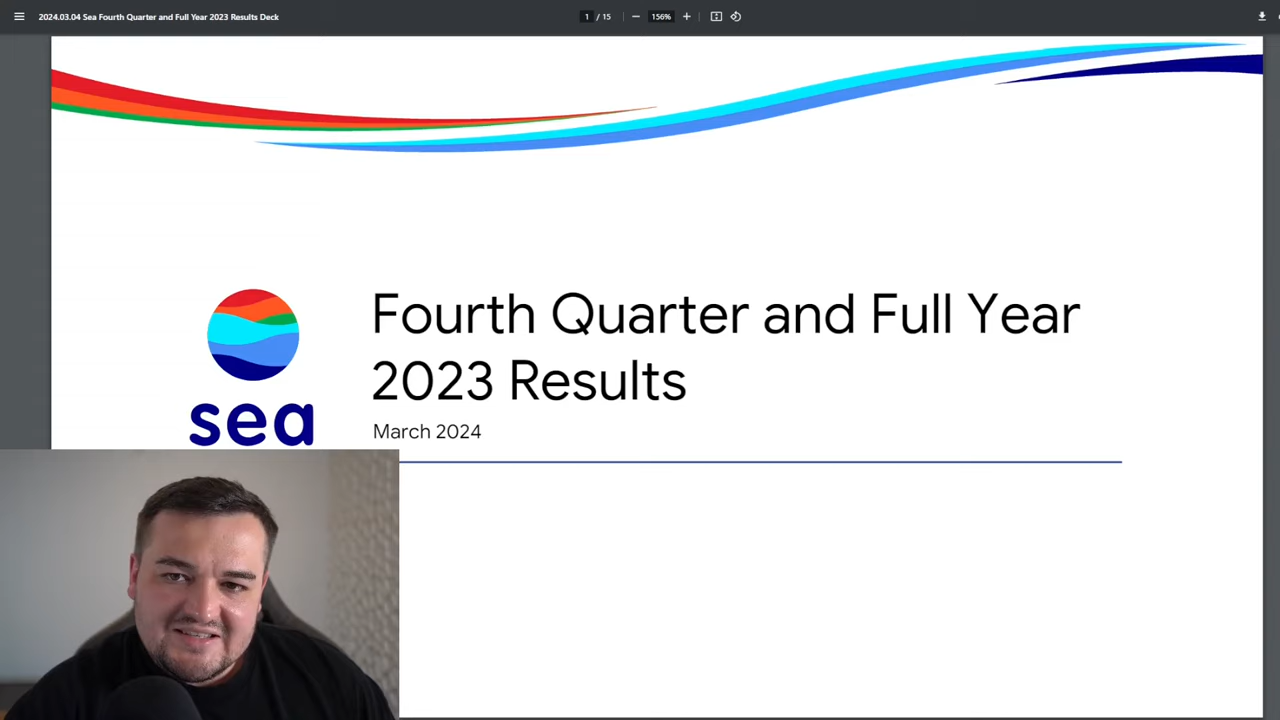 2024.03.04 Sea Fourth Quarter and Full Year 2023 Results Deck
1 / 15
156%
Fourth Quarter and Full Year
2023 Results
sea
March 2024